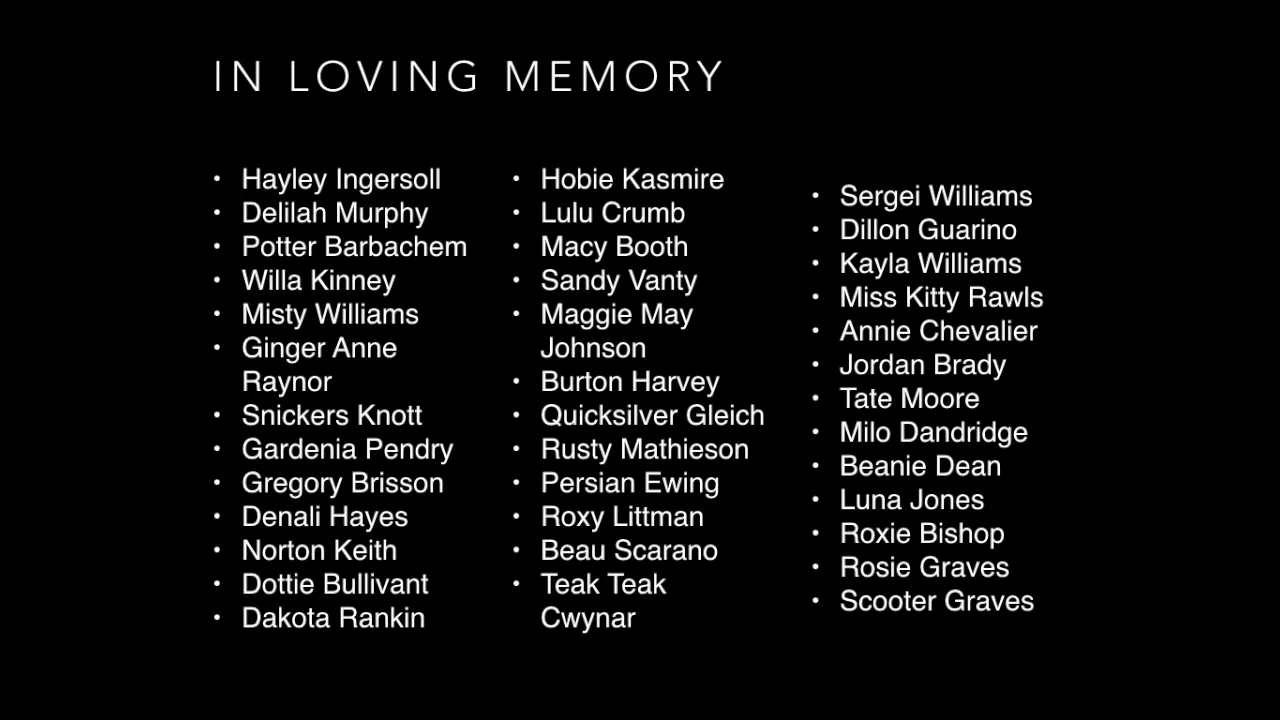 IN LOVING MEMORY
• Hayley Ingersoll
• Delilah Murphy
• Potter Barbachem
• Willa Kinney
• Misty Williams
• Ginger Anne
Raynor
• Snickers Knott
• Gardenia Pendry
• Gregory Brisson
• Denali Hayes
• Norton Keith
• Dottie Bullivant
• Dakota Rankin
• Hobie Kasmire
• Lulu Crumb
• Macy Booth
• Sandy Vanty
• Maggie May
Johnson
• Burton Harvey
• Quicksilver Gleich
• Rusty Mathieson
• Persian Ewing
• Roxy Littman
• Beau Scarano
• Teak Teak
Cwynar
• Sergei Williams
• Dillon Guarino
• Kayla Williams
• Miss Kitty Rawls
• Annie Chevalier
• Jordan Brady
• Tate Moore
• Milo Dandridge
• Beanie Dean
• Luna Jones
• Roxie Bishop
• Rosie Graves
• Scooter Graves